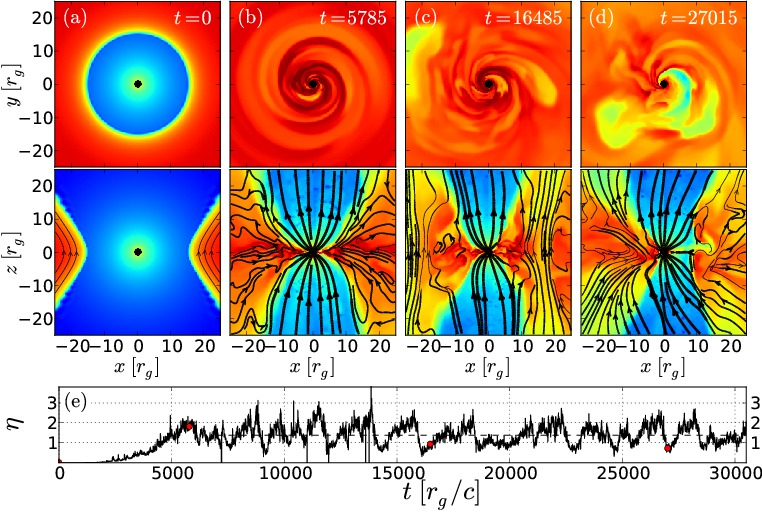 (a) t=0 (b) t=5785 (c) t=16485 (d) t=27015
20
10
0
−10
−20
y [r_g]
20
10
0
−10
−20
z [r_g]
−20 −10 0 10 20 −20 −10 0 10 20 −20 −10 0 10 20 −20 −10 0 10 20
x [r_g] x [r_g] x [r_g] x [r_g]
(e)
η
3 3
2 2
1 1
0 5000 10000 15000 20000 25000 30000
t [r_g/c]